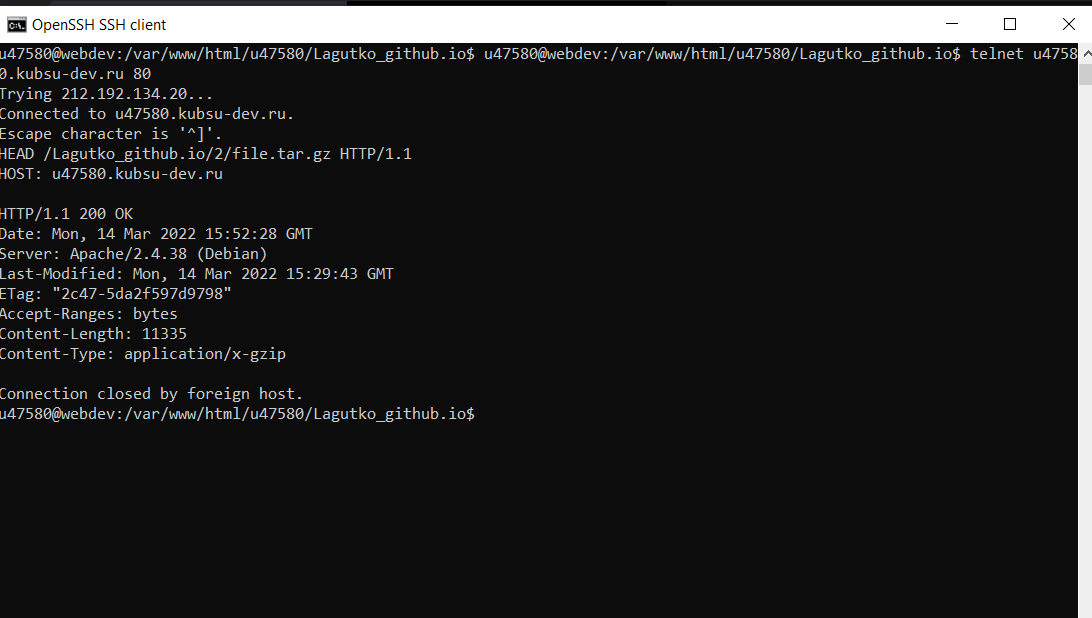 OpenSSH SSH client
u47580@webdev:/var/www/html/u47580/Lagutko_github.io$ u47580@webdev:/var/www/html/u47580/Lagutko_github.io$ telnet u4758
0.kubsu-dev.ru 80
Trying 212.192.134.20...
Connected to u47580.kubsu-dev.ru.
Escape character is '^]'.
HEAD /Lagutko_github.io/2/file.tar.gz HTTP/1.1
HOST: u47580.kubsu-dev.ru
HTTP/1.1 200 OK
Date: Mon, 14 Mar 2022 15:52:28 GMT
Server: Apache/2.4.38 (Debian)
Last-Modified: Mon, 14 Mar 2022 15:29:43 GMT
ETag: "2c47-5da2f597d9798"
Accept-Ranges: bytes
Content-Length: 11335
Content-Type: application/x-gzip
Connection closed by foreign host.
u47580@webdev:/var/www/html/u47580/Lagutko_github.io$